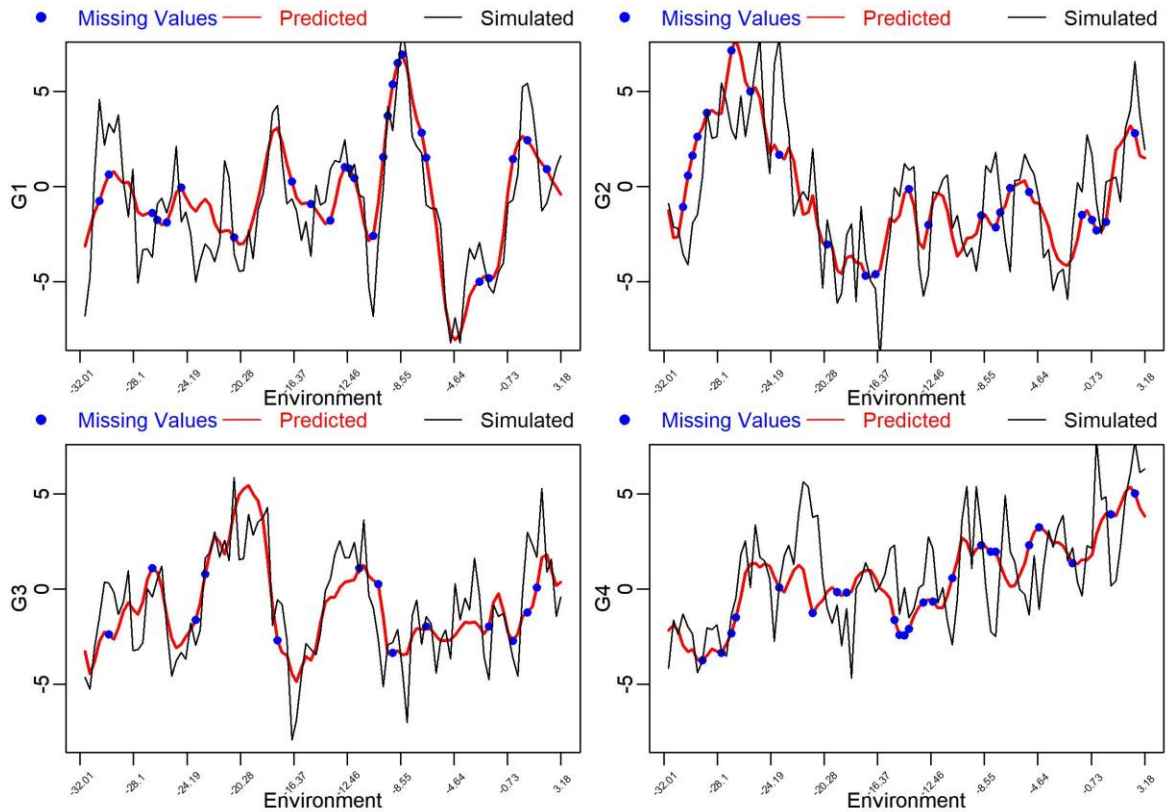 Missing Values Predicted Simulated
G1
5
0
-5
-32.01 -28.1 -24.19 -20.28 -16.37 -12.46 -8.55 -4.64 -0.73 3.18
Environment
Missing Values Predicted Simulated
G2
5
0
-5
-32.01 -28.1 -24.19 -20.28 -16.37 -12.46 -8.55 -4.64 -0.73 3.18
Environment
Missing Values Predicted Simulated
G3
5
0
-5
-32.01 -28.1 -24.19 -20.28 -16.37 -12.46 -8.55 -4.64 -0.73 3.18
Environment
Missing Values Predicted Simulated
G4
5
0
-5
-32.01 -28.1 -24.19 -20.28 -16.37 -12.46 -8.55 -4.64 -0.73 3.18
Environment